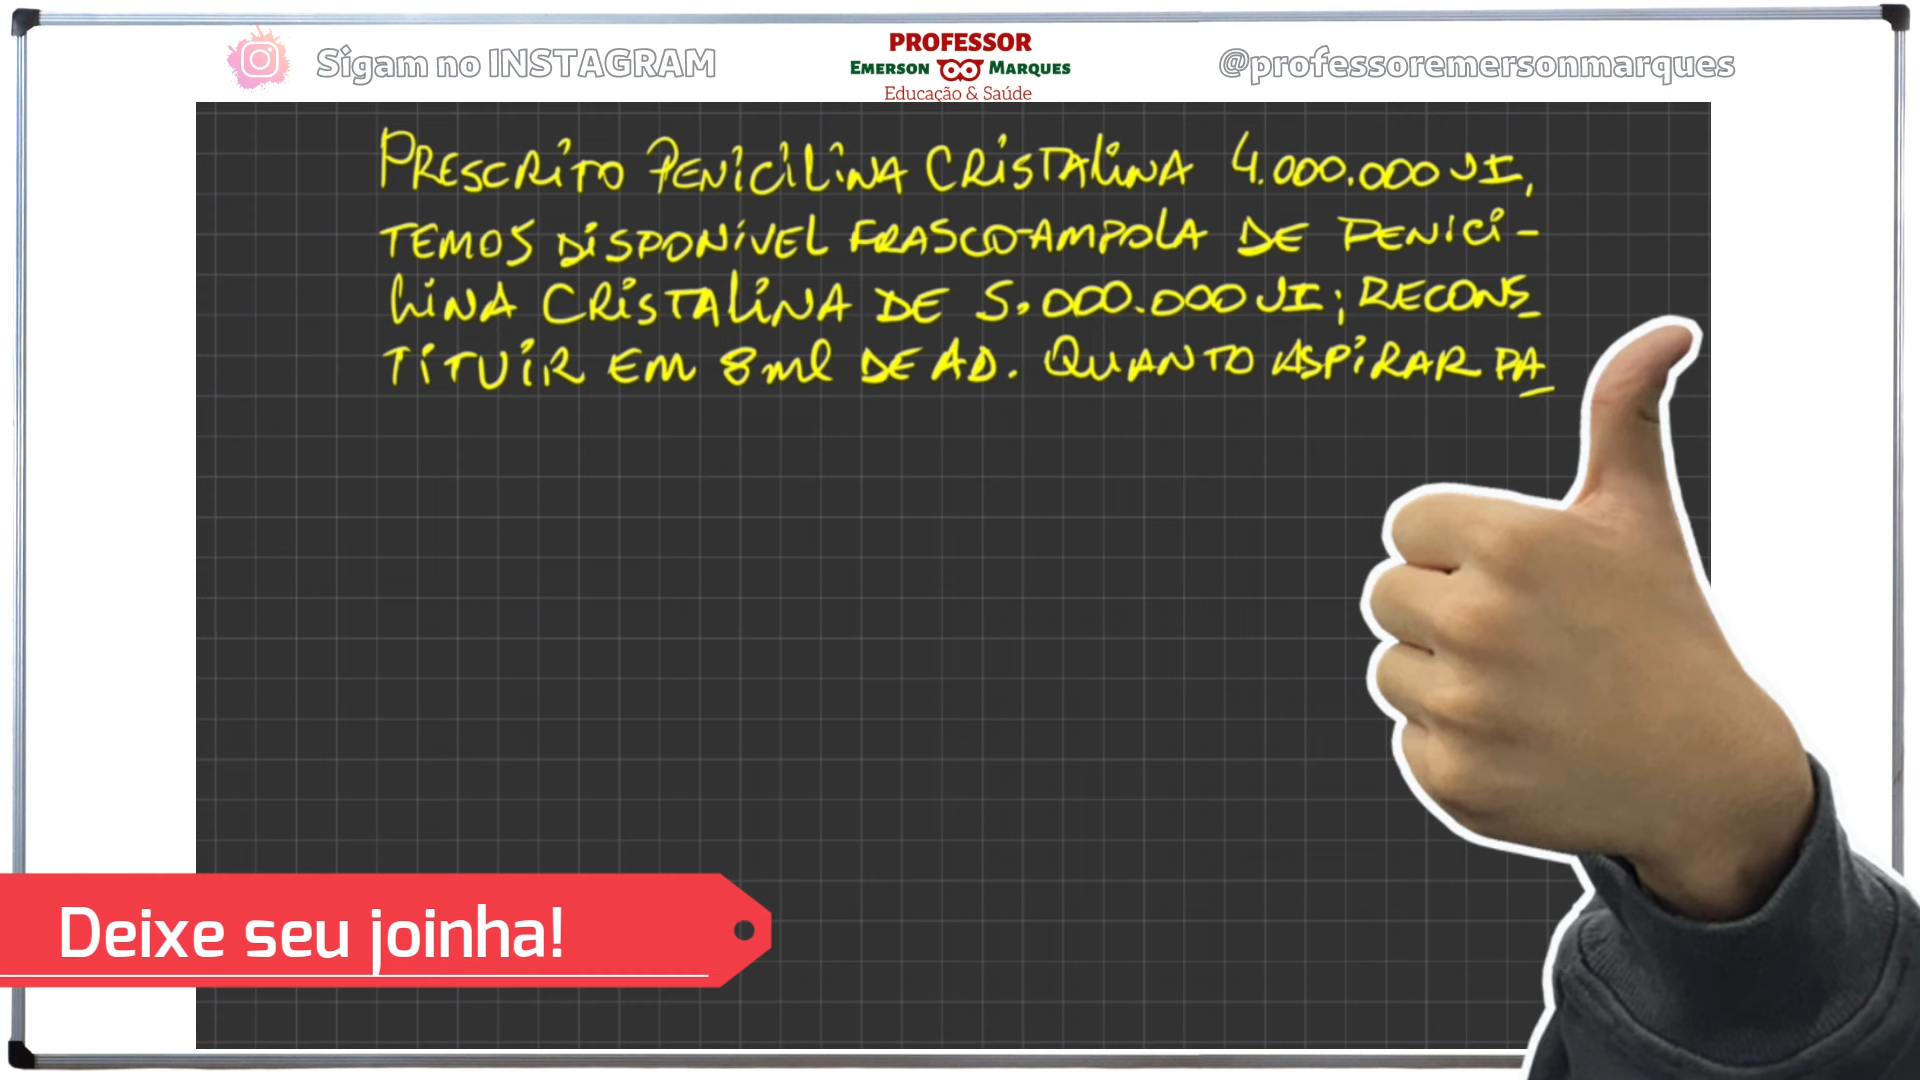 Sigam no INSTAGRAM
PROFESSOR
EMERSON MARQUES
Educação & Saúde
@professoremersonmarques
PRESCRITO PENICILINA CRISTALINA 4.000.000 UI,
TEMOS DISPONÍVEL FRASCO-AMPOLA DE PENICI-
LINA CRISTALINA DE 5.000.000 UI; RECONS
TITUIR EM 8ml DE AD. QUANTO ASPIRAR PA
Deixe seu joinha!